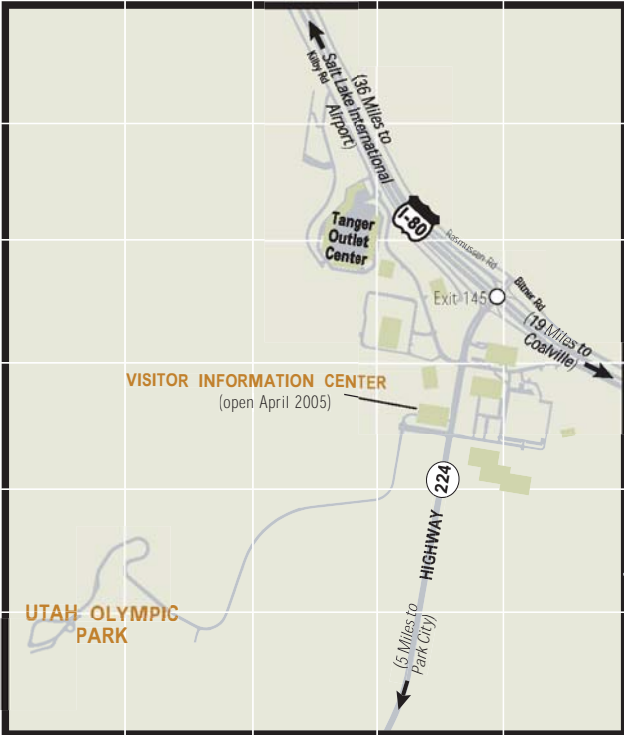 Kilby Rd
(36 Miles to
Salt Lake International
Airport)
I-80
Tanger
Outlet
Center
Rasmussen Rd
Bitner Rd
Exit 145
(19 Miles to
Coalville)
VISITOR INFORMATION CENTER
(open April 2005)
224
HIGHWAY
UTAH OLYMPIC
PARK
(5 Miles to
Park City)